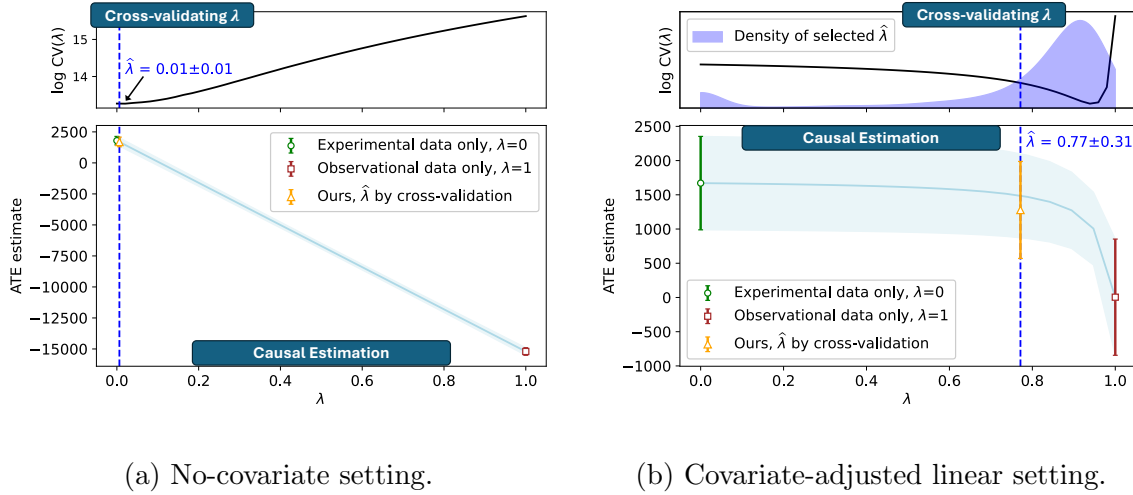 Cross-validating λ
log CV(λ)
15
14
λ̂ = 0.01±0.01
2500
0
−2500
−5000
−7500
−10000
−12500
−15000
ATE estimate
Experimental data only, λ=0
Observational data only, λ=1
Ours, λ̂ by cross-validation
Causal Estimation
0.0 0.2 0.4 0.6 0.8 1.0
λ
(a) No-covariate setting.
Cross-validating λ
log CV(λ)
Density of selected λ̂
Causal Estimation
λ̂ = 0.77±0.31
2500
2000
1500
1000
500
0
−500
−1000
ATE estimate
Experimental data only, λ=0
Observational data only, λ=1
Ours, λ̂ by cross-validation
0.0 0.2 0.4 0.6 0.8 1.0
λ
(b) Covariate-adjusted linear setting.